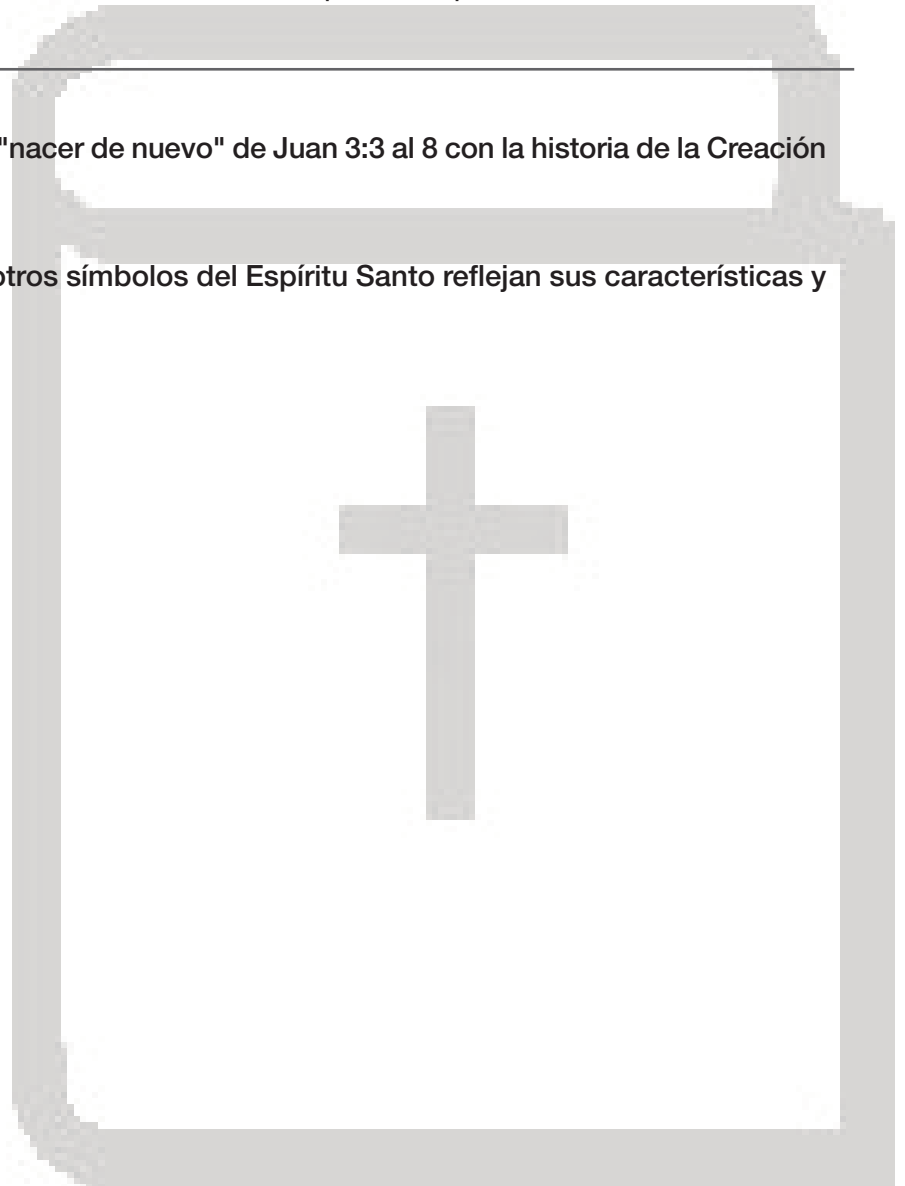 "nacer de nuevo" de Juan 3:3 al 8 con la historia de la Creación
otros símbolos del Espíritu Santo reflejan sus características y